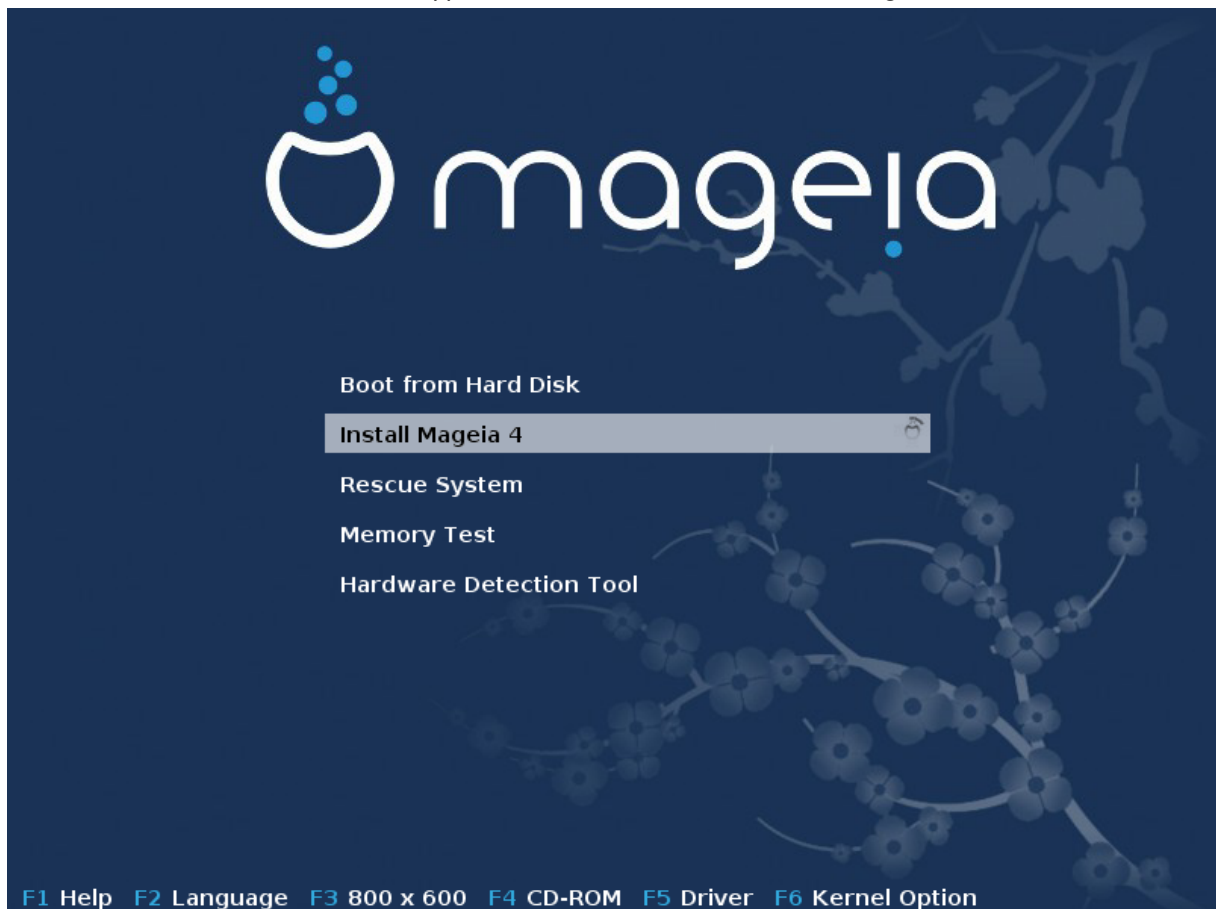 mageia
Boot from Hard Disk
Install Mageia 4
Rescue System
Memory Test
Hardware Detection Tool
F1 Help F2 Language F3 800 x 600 F4 CD-ROM F5 Driver F6 Kernel Option